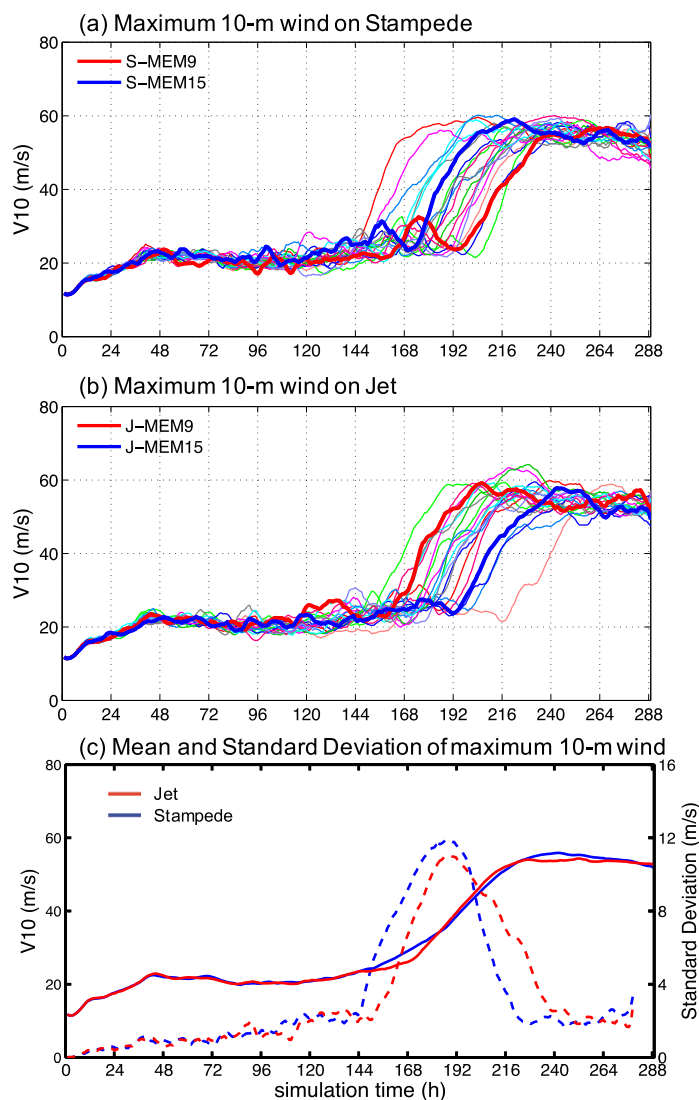 (a) Maximum 10-m wind on Stampede
80
60
40
20
0
V10 (m/s)
S-MEM9
S-MEM15
0 24 48 72 96 120 144 168 192 216 240 264 288
(b) Maximum 10-m wind on Jet
80
60
40
20
0
V10 (m/s)
J-MEM9
J-MEM15
0 24 48 72 96 120 144 168 192 216 240 264 288
(c) Mean and Standard Deviation of maximum 10-m wind
80
60
40
20
0
V10 (m/s)
Jet
Stampede
16
12
8
4
0
Standard Deviation (m/s)
0 24 48 72 96 120 144 168 192 216 240 264 288
simulation time (h)